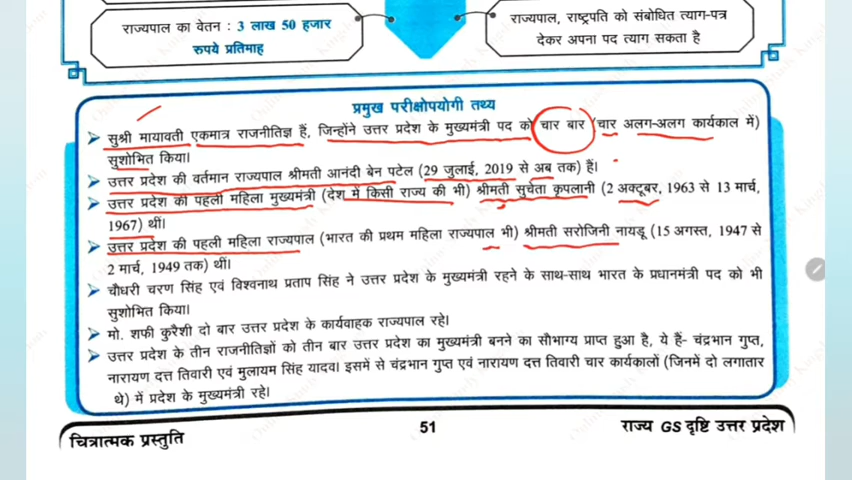 राज्यपाल का वेतन : 3 लाख 50 हजार
रुपये प्रतिमाह
राज्यपाल, राष्ट्रपति को संबोधित त्याग-पत्र
देकर अपना पद त्याग सकता है
प्रमुख परीक्षोपयोगी तथ्य
सुश्री मायावती एकमात्र राजनीतिज्ञ हैं, जिन्होंने उत्तर प्रदेश के मुख्यमंत्री पद को चार बार (चार अलग-अलग कार्यकाल में)
सुशोभित किया।
उत्तर प्रदेश की वर्तमान राज्यपाल श्रीमती आनंदी बेन पटेल (29 जुलाई, 2019 से अब तक) हैं।
उत्तर प्रदेश की पहली महिला मुख्यमंत्री (देश में किसी राज्य की भी) श्रीमती सुचेता कृपलानी (2 अक्टूबर, 1963 से 13 मार्च,
1967) थीं।
उत्तर प्रदेश की पहली महिला राज्यपाल (भारत की प्रथम महिला राज्यपाल भी) श्रीमती सरोजिनी नायडू (15 अगस्त, 1947 से
2 मार्च, 1949 तक) थीं।
चौधरी चरण सिंह एवं विश्वनाथ प्रताप सिंह ने उत्तर प्रदेश के मुख्यमंत्री रहने के साथ-साथ भारत के प्रधानमंत्री पद को भी
सुशोभित किया।
मो. शफी कुरैशी दो बार उत्तर प्रदेश के कार्यवाहक राज्यपाल रहे।
उत्तर प्रदेश के तीन राजनीतिज्ञों को तीन बार उत्तर प्रदेश का मुख्यमंत्री बनने का सौभाग्य प्राप्त हुआ है, ये हैं- चंद्रभान गुप्त,
नारायण दत्त तिवारी एवं मुलायम सिंह यादव। इसमें से चंद्रभान गुप्त एवं नारायण दत्त तिवारी चार कार्यकालों (जिनमें दो लगातार
थे) में प्रदेश के मुख्यमंत्री रहे।
चित्रात्मक प्रस्तुति
51
राज्य GS दृष्टि उत्तर प्रदेश